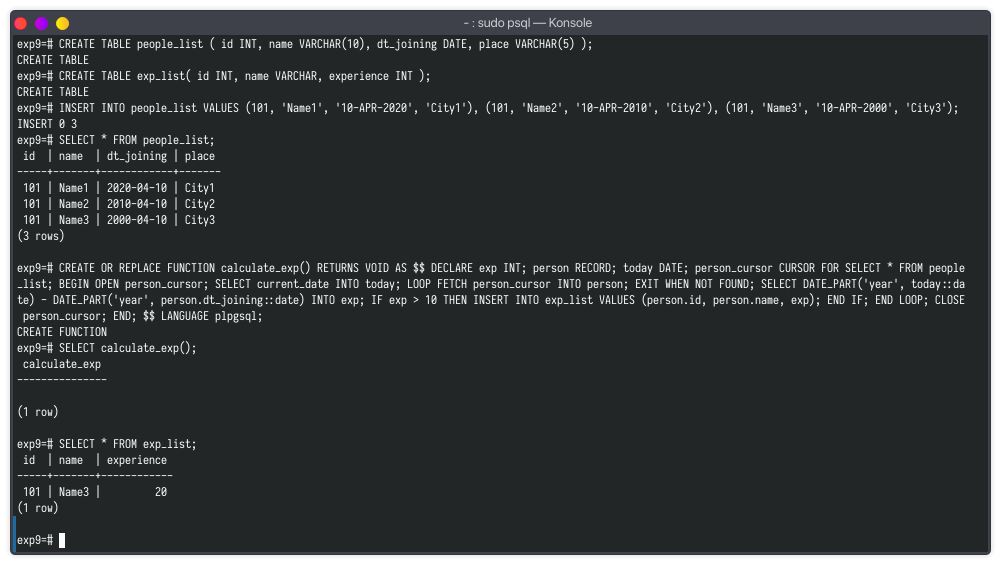 - : sudo psql — Konsole
exp9=# CREATE TABLE people_list ( id INT, name VARCHAR(10), dt_joining DATE, place VARCHAR(5) );
CREATE TABLE
exp9=# CREATE TABLE exp_list( id INT, name VARCHAR, experience INT );
CREATE TABLE
exp9=# INSERT INTO people_list VALUES (101, 'Name1', '10-APR-2020', 'City1'), (101, 'Name2', '10-APR-2010', 'City2'), (101, 'Name3', '10-APR-2000', 'City3');
INSERT 0 3
exp9=# SELECT * FROM people_list;
 id  | name  | dt_joining | place
-----+-------+------------+-------
 101 | Name1 | 2020-04-10 | City1
 101 | Name2 | 2010-04-10 | City2
 101 | Name3 | 2000-04-10 | City3
(3 rows)
exp9=# CREATE OR REPLACE FUNCTION calculate_exp() RETURNS VOID AS $$ DECLARE exp INT; person RECORD; today DATE; person_cursor CURSOR FOR SELECT * FROM people
_list; BEGIN OPEN person_cursor; SELECT current_date INTO today; LOOP FETCH person_cursor INTO person; EXIT WHEN NOT FOUND; SELECT DATE_PART('year', today::da
te) - DATE_PART('year', person.dt_joining::date) INTO exp; IF exp > 10 THEN INSERT INTO exp_list VALUES (person.id, person.name, exp); END IF; END LOOP; CLOSE
 person_cursor; END; $$ LANGUAGE plpgsql;
CREATE FUNCTION
exp9=# SELECT calculate_exp();
 calculate_exp
---------------
(1 row)
exp9=# SELECT * FROM exp_list;
 id  | name  | experience
-----+-------+------------
 101 | Name3 |         20
(1 row)
exp9=#